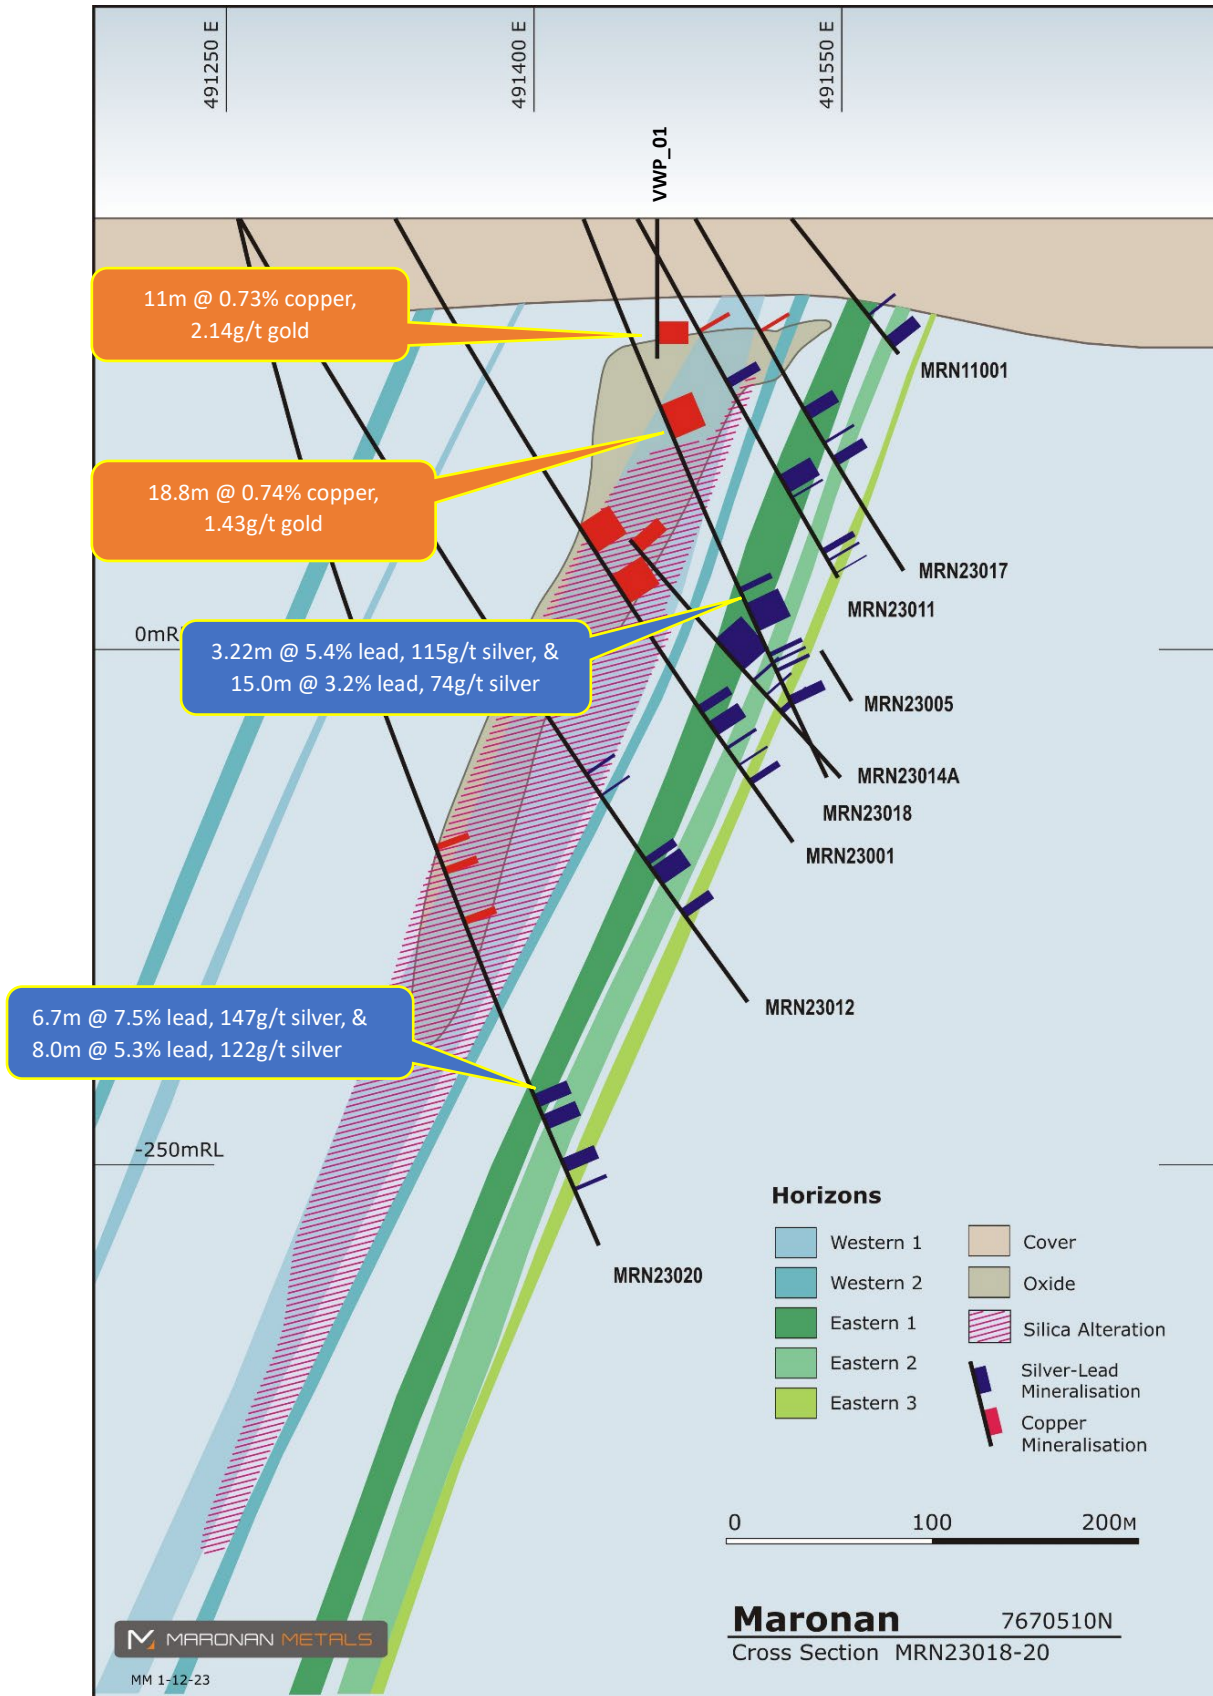 491250 E
491400 E
491550 E
VWP_01
11m @ 0.73% copper,
2.14g/t gold
MRN11001
18.8m @ 0.74% copper,
1.43g/t gold
MRN23017
MRN23011
0mR
3.22m @ 5.4% lead, 115g/t silver, &
15.0m @ 3.2% lead, 74g/t silver
MRN23005
MRN23014A
MRN23018
MRN23001
MRN23012
6.7m @ 7.5% lead, 147g/t silver, &
8.0m @ 5.3% lead, 122g/t silver
-250mRL
MRN23020
Horizons
Western 1
Western 2
Eastern 1
Eastern 2
Eastern 3
Cover
Oxide
Silica Alteration
Silver-Lead
Mineralisation
Copper
Mineralisation
0 100 200M
Maronan 7670510N
Cross Section MRN23018-20
MARONAN METALS
MM 1-12-23